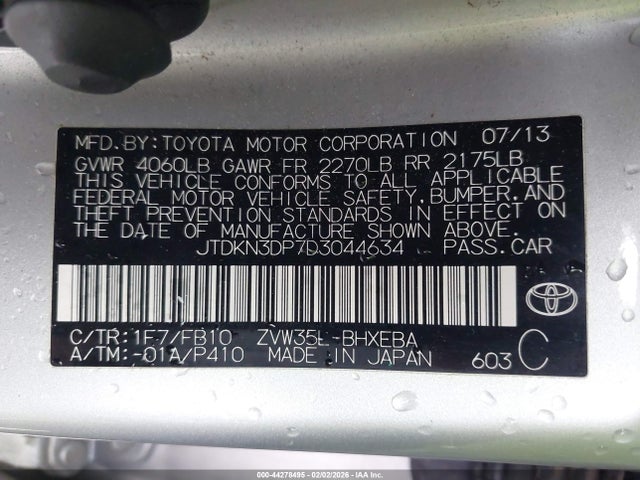 MFD.BY:TOYOTA MOTOR CORPORATION 07/13
GVWR 4060LB GAWR FR 2270LB RR 2175LB
THIS VEHICLE CONFORMS TO ALL APPLICABLE
FEDERAL MOTOR VEHICLE SAFETY,BUMPER,AND
THEFT PREVENTION STANDARDS IN EFFECT ON
THE DATE OF MANUFACTURE SHOWN ABOVE.
JTDKN3DP7D3044634 PASS.CAR
C/TR:1F7/FB10 ZVW35L-BHXEBA
A/TM:-01A/P410 MADE IN JAPAN 603 C
000-44278495 - 02/02/2026 - IAAI, Inc.